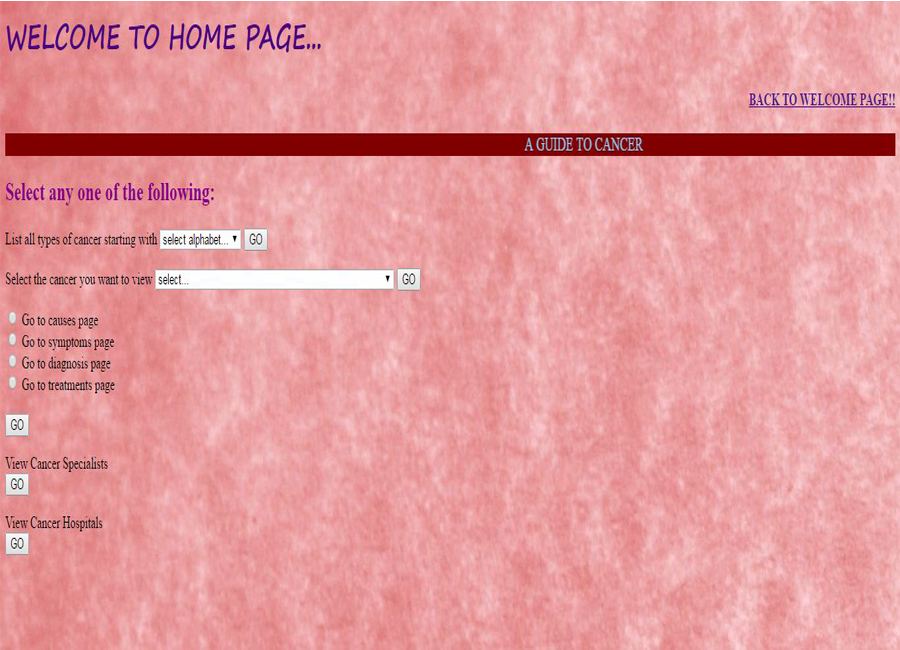 WELCOME TO HOME PAGE...
BACK TO WELCOME PAGE!!
A GUIDE TO CANCER
Select any one of the following:
List all types of cancer starting with select alphabet... GO
Select the cancer you want to view select... GO
Go to causes page
Go to symptoms page
Go to diagnosis page
Go to treatments page
GO
View Cancer Specialists
GO
View Cancer Hospitals
GO